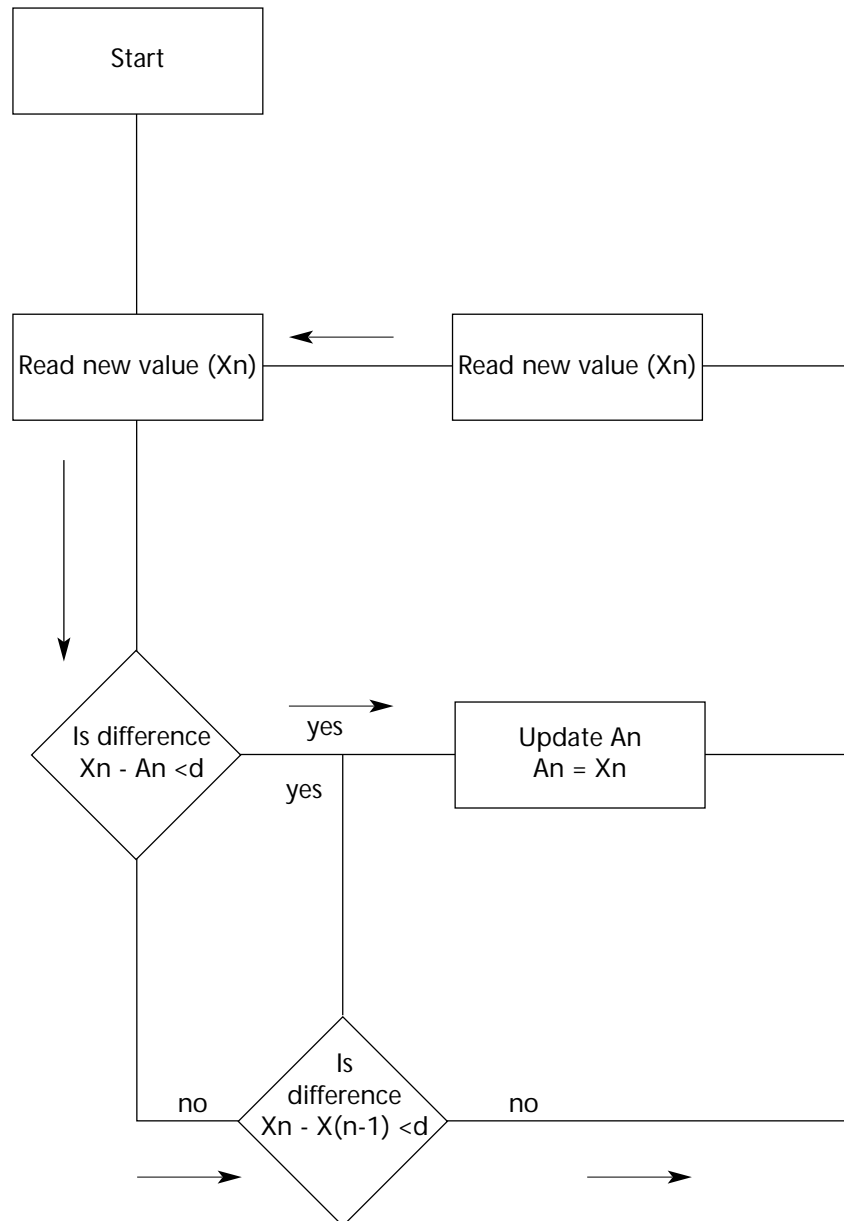 Start
Read new value (Xn)
Read new value (Xn)
Is difference
Xn - An <d
yes
yes
Update An
An = Xn
Is
difference
Xn - X(n-1) <d
no
no